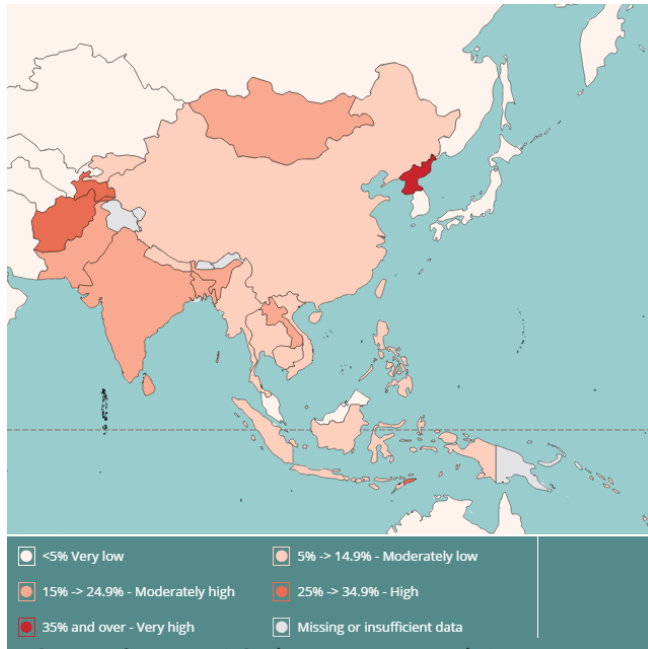 <5% Very low
5% -> 14.9% - Moderately low
15% -> 24.9% - Moderately high
25% -> 34.9% - High
35% and over - Very high
Missing or insufficient data